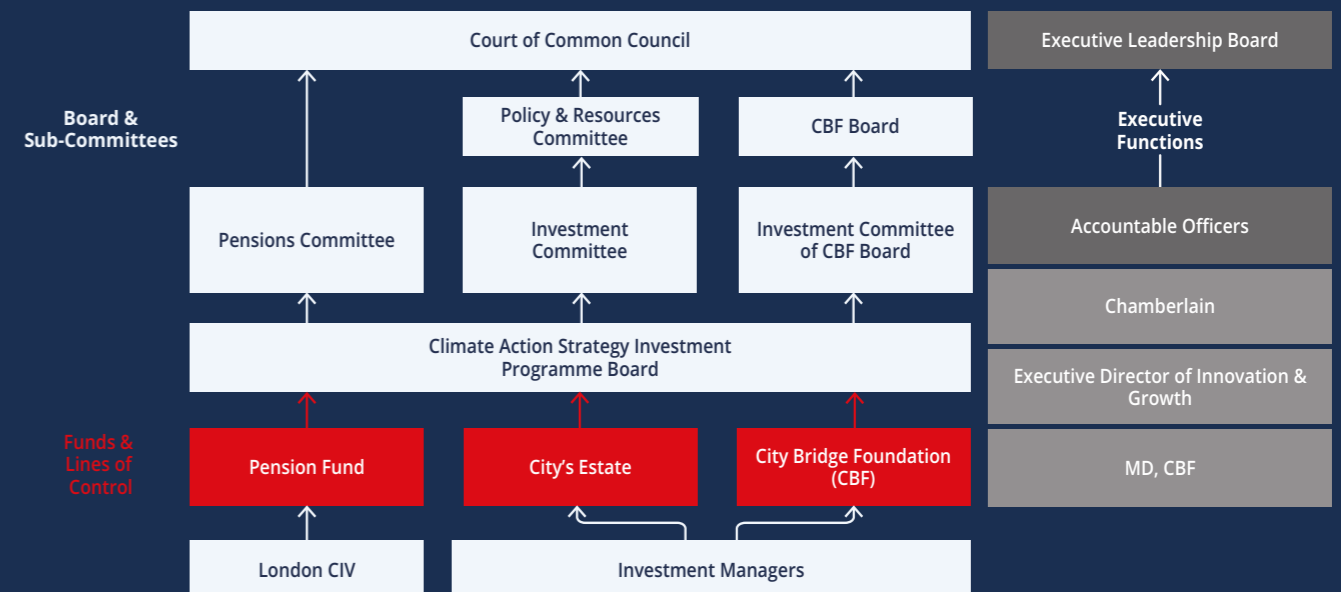 Court of Common Council
Executive Leadership Board
Board &
Sub-Committees
Policy & Resources
Committee
CBF Board
Executive
Functions
Pensions Committee
Investment
Committee
Investment Committee
of CBF Board
Accountable Officers
Chamberlain
Climate Action Strategy Investment
Programme Board
Executive Director of Innovation &
Growth
Funds &
Lines of
Control
Pension Fund
City's Estate
City Bridge Foundation
(CBF)
MD, CBF
London CIV
Investment Managers